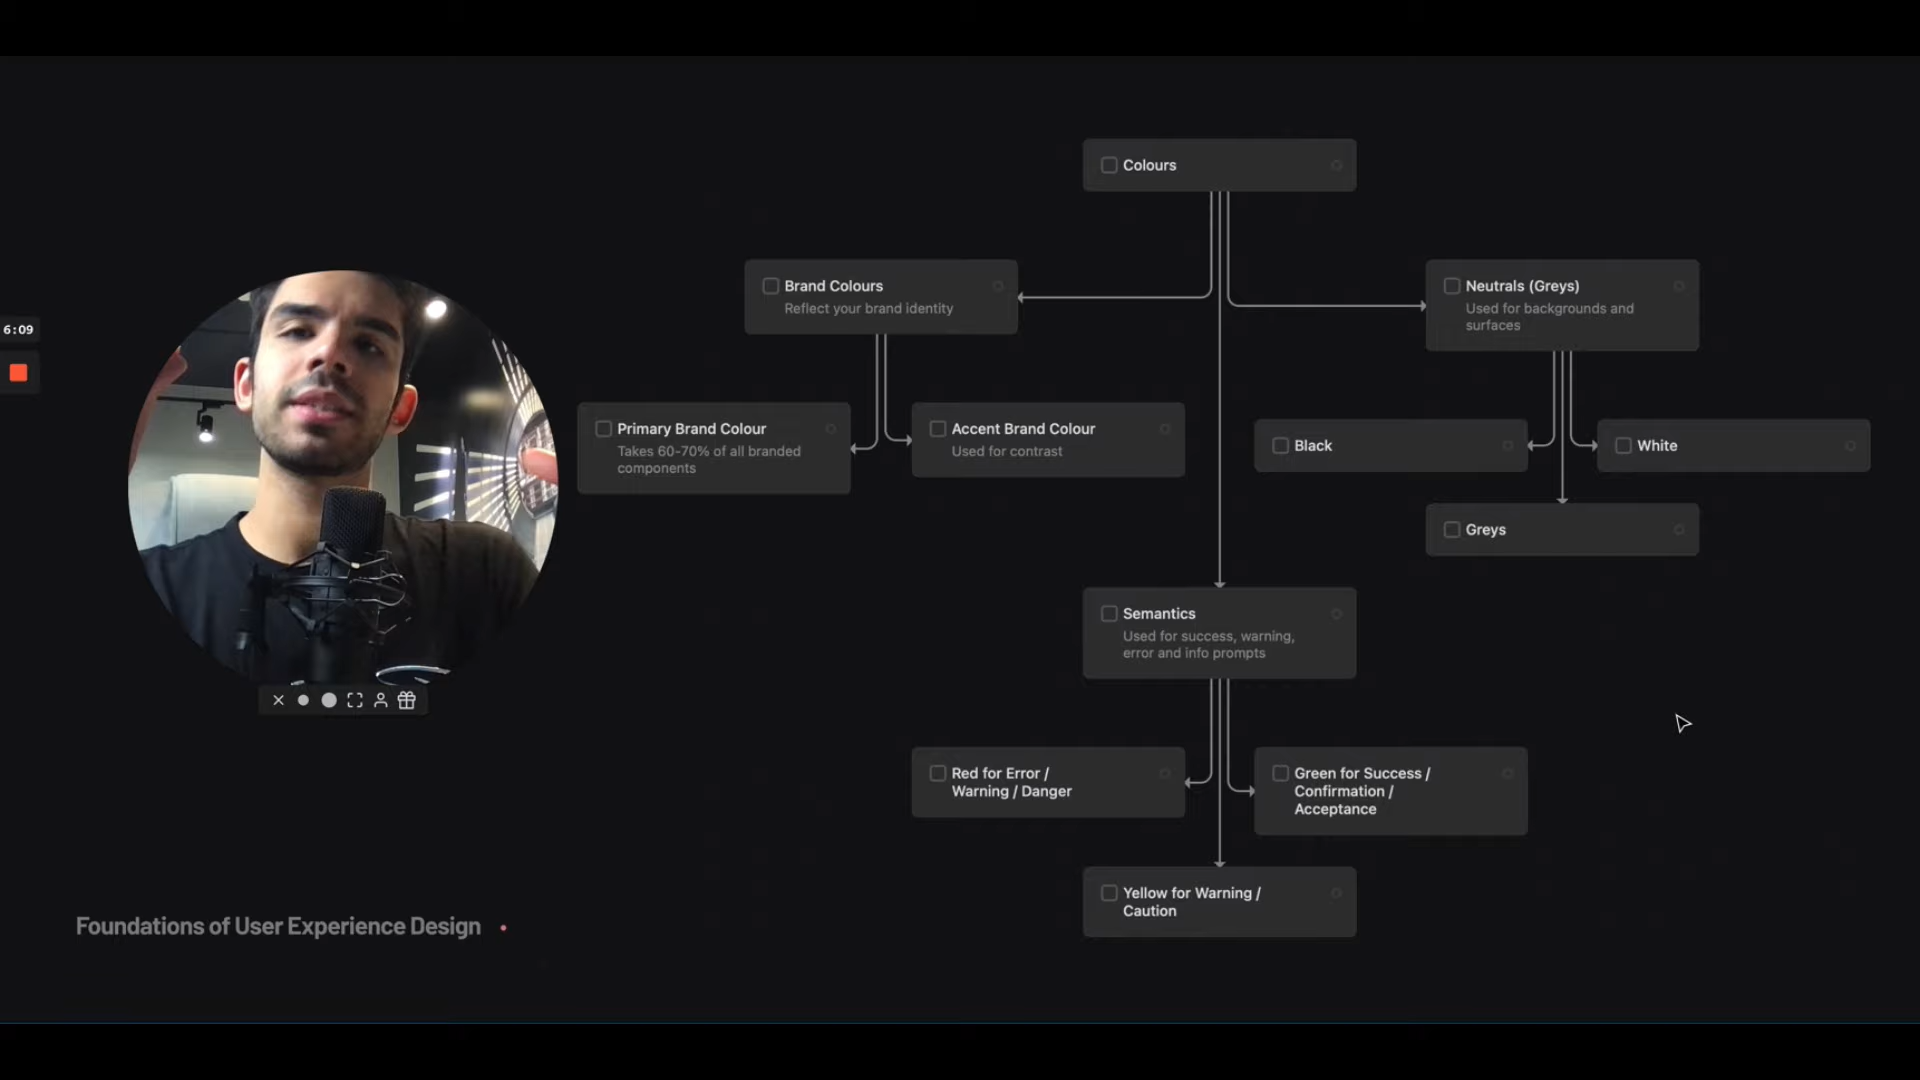 Colours
Brand Colours
Reflect your brand identity
Neutrals (Greys)
Used for backgrounds and
surfaces
6:09
Primary Brand Colour
Takes 60-70% of all branded
components
Accent Brand Colour
Used for contrast
Black
White
Greys
Semantics
Used for success, warning,
error and info prompts
Red for Error /
Warning / Danger
Green for Success /
Confirmation /
Acceptance
Yellow for Warning /
Caution
Foundations of User Experience Design